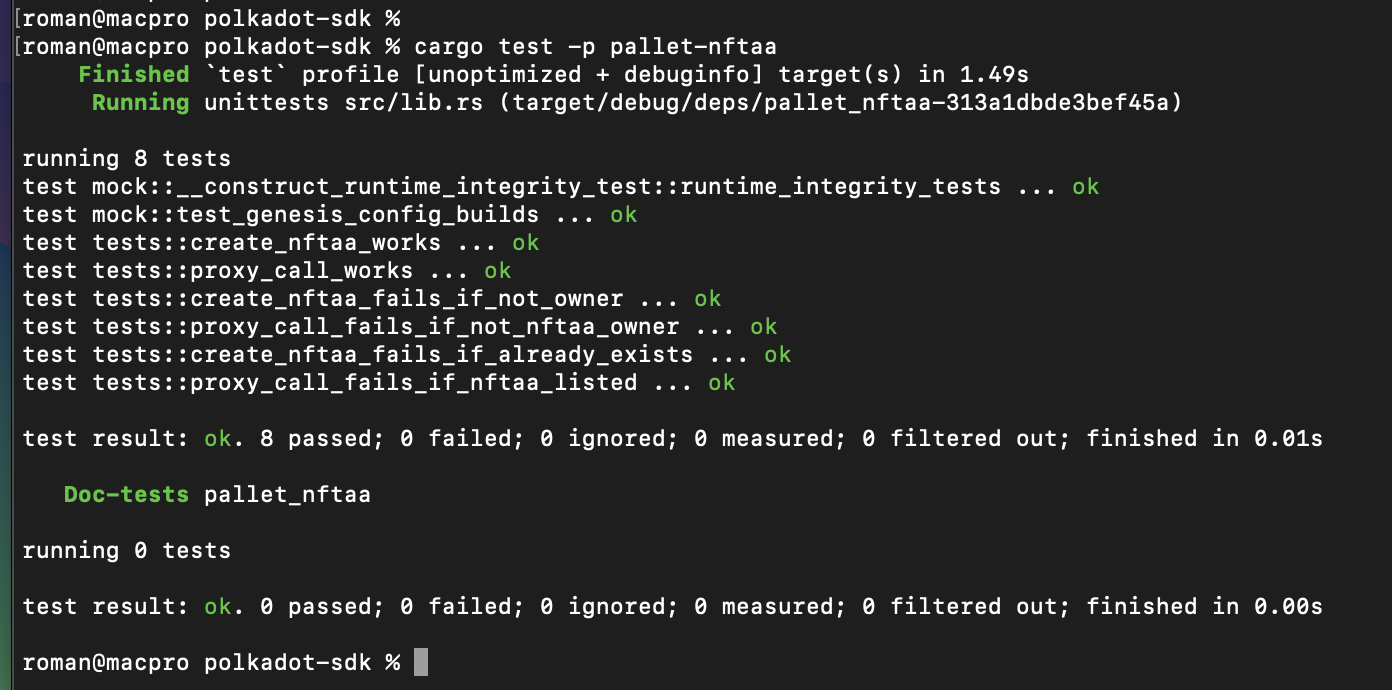 [roman@macpro polkadot-sdk %
[roman@macpro polkadot-sdk % cargo test -p pallet-nftaa
Finished `test` profile [unoptimized + debuginfo] target(s) in 1.49s
Running unittests src/lib.rs (target/debug/deps/pallet_nftaa-313a1dbde3bef45a)
running 8 tests
test mock::__construct_runtime_integrity_test::runtime_integrity_tests ... ok
test mock::test_genesis_config_builds ... ok
test tests::create_nftaa_works ... ok
test tests::proxy_call_works ... ok
test tests::create_nftaa_fails_if_not_owner ... ok
test tests::proxy_call_fails_if_not_nftaa_owner ... ok
test tests::create_nftaa_fails_if_already_exists ... ok
test tests::proxy_call_fails_if_nftaa_listed ... ok
test result: ok. 8 passed; 0 failed; 0 ignored; 0 measured; 0 filtered out; finished in 0.01s
Doc-tests pallet_nftaa
running 0 tests
test result: ok. 0 passed; 0 failed; 0 ignored; 0 measured; 0 filtered out; finished in 0.00s
roman@macpro polkadot-sdk %